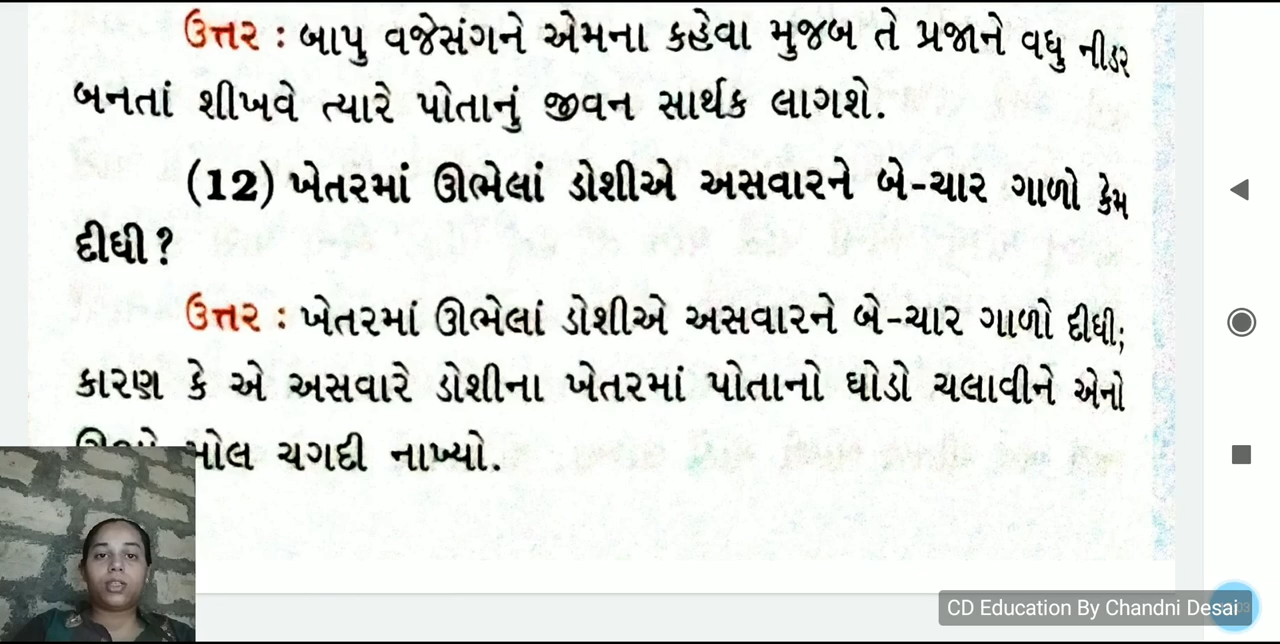 ઉત્તર : બાપુ વજેસંગને એમના કહેવા મુજબ તે પ્રજાને વધુ નીડર
બનતાં શીખવે ત્યારે પોતાનું જીવન સાર્થક લાગશે.
(12) ખેતરમાં ઊભેલાં ડોશીએ અસવારને બે-ચાર ગાળો કેમ
દીધી?
ઉત્તર : ખેતરમાં ઊભેલાં ડોશીએ અસવારને બે-ચાર ગાળો દીધી;
કારણ કે એ અસવારે ડોશીના ખેતરમાં પોતાનો ઘોડો ચલાવીને એનો
ચગદી નાખ્યો.
CD Education By Chandni Desai